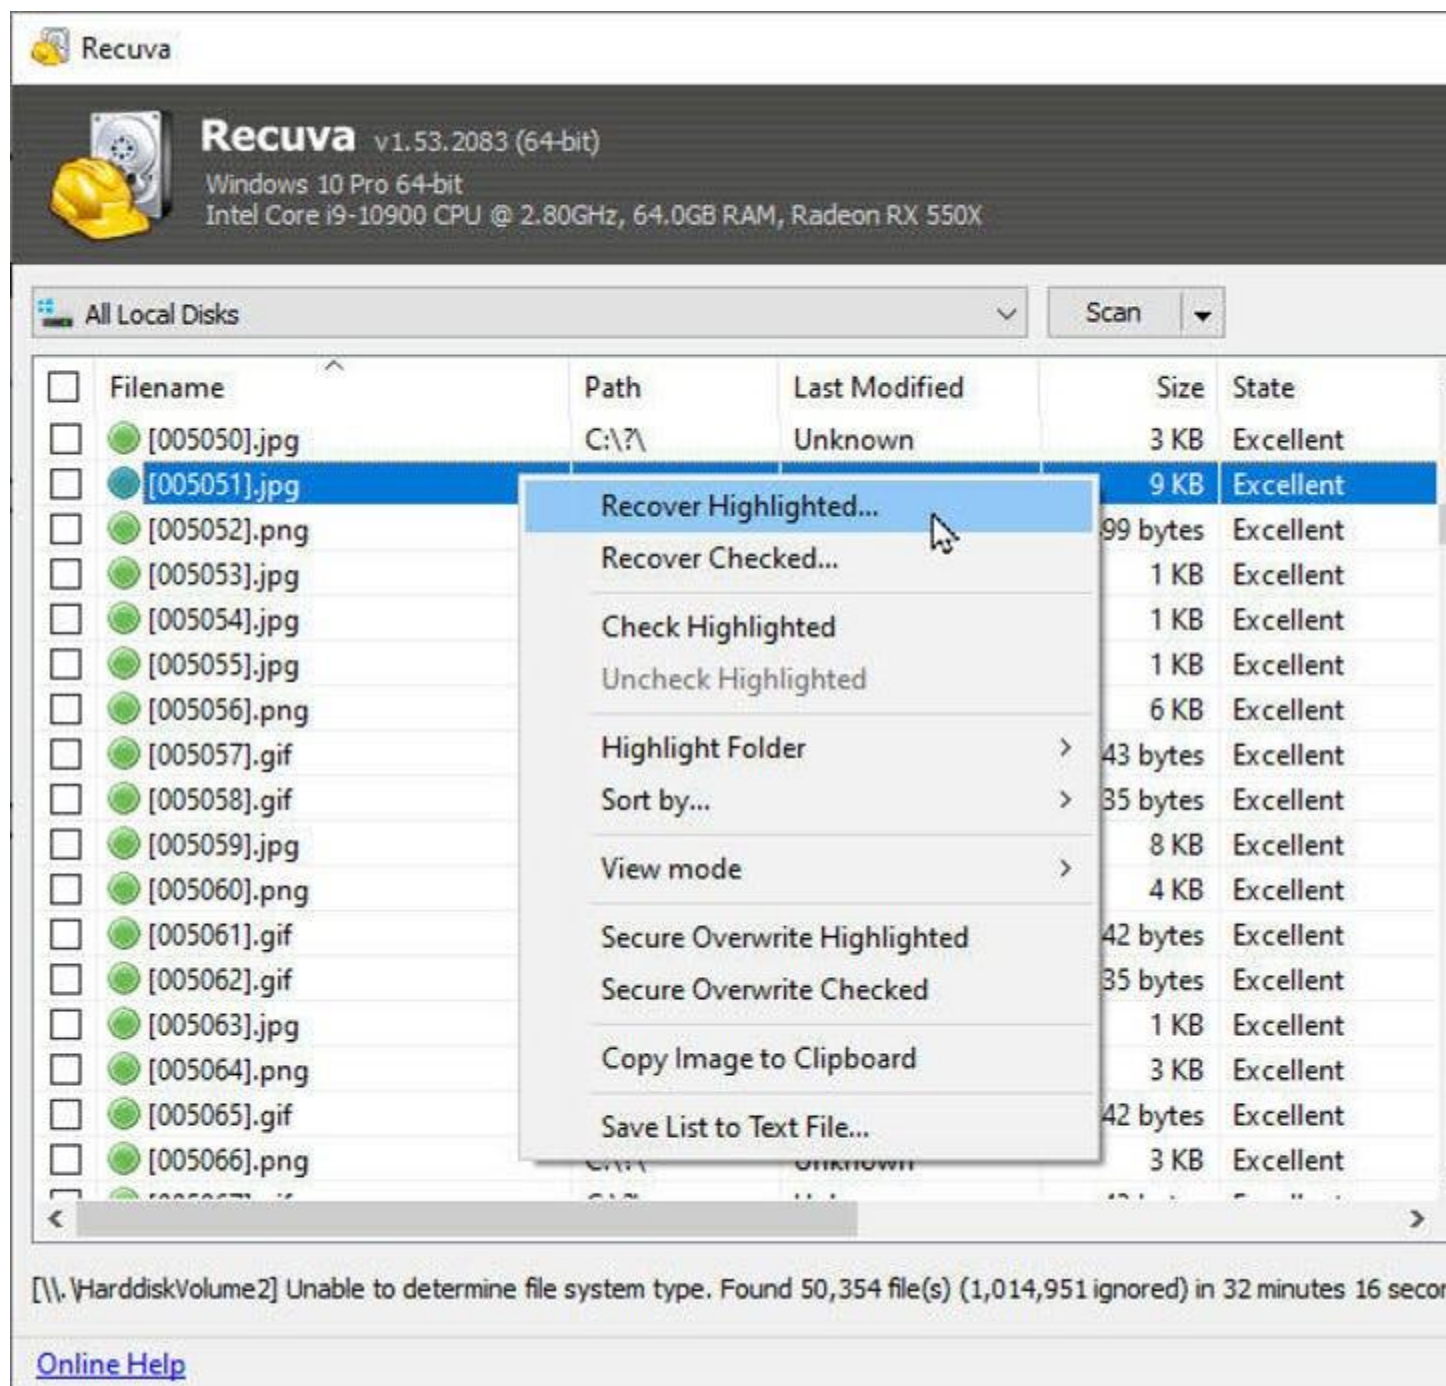 Recuva
Recuva v1.53.2083 (64-bit)
Windows 10 Pro 64-bit
Intel Core i9-10900 CPU @ 2.80GHz, 64.0GB RAM, Radeon RX 550X
All Local Disks Scan
Filename Path Last Modified Size State
[005050].jpg C:\?\ Unknown 3 KB Excellent
[005051].jpg 9 KB Excellent
Recover Highlighted...
[005052].png 99 bytes Excellent
Recover Checked...
[005053].jpg 1 KB Excellent
[005054].jpg Check Highlighted 1 KB Excellent
[005055].jpg Uncheck Highlighted 1 KB Excellent
[005056].png 6 KB Excellent
[005057].gif Highlight Folder 43 bytes Excellent
[005058].gif Sort by... 35 bytes Excellent
[005059].jpg 8 KB Excellent
View mode
[005060].png 4 KB Excellent
[005061].gif Secure Overwrite Highlighted 42 bytes Excellent
[005062].gif Secure Overwrite Checked 35 bytes Excellent
[005063].jpg 1 KB Excellent
[005064].png Copy Image to Clipboard 3 KB Excellent
[005065].gif Save List to Text File... 42 bytes Excellent
[005066].png Unknown 3 KB Excellent
[\\.\HarddiskVolume2] Unable to determine file system type. Found 50,354 file(s) (1,014,951 ignored) in 32 minutes 16 secon
Online Help